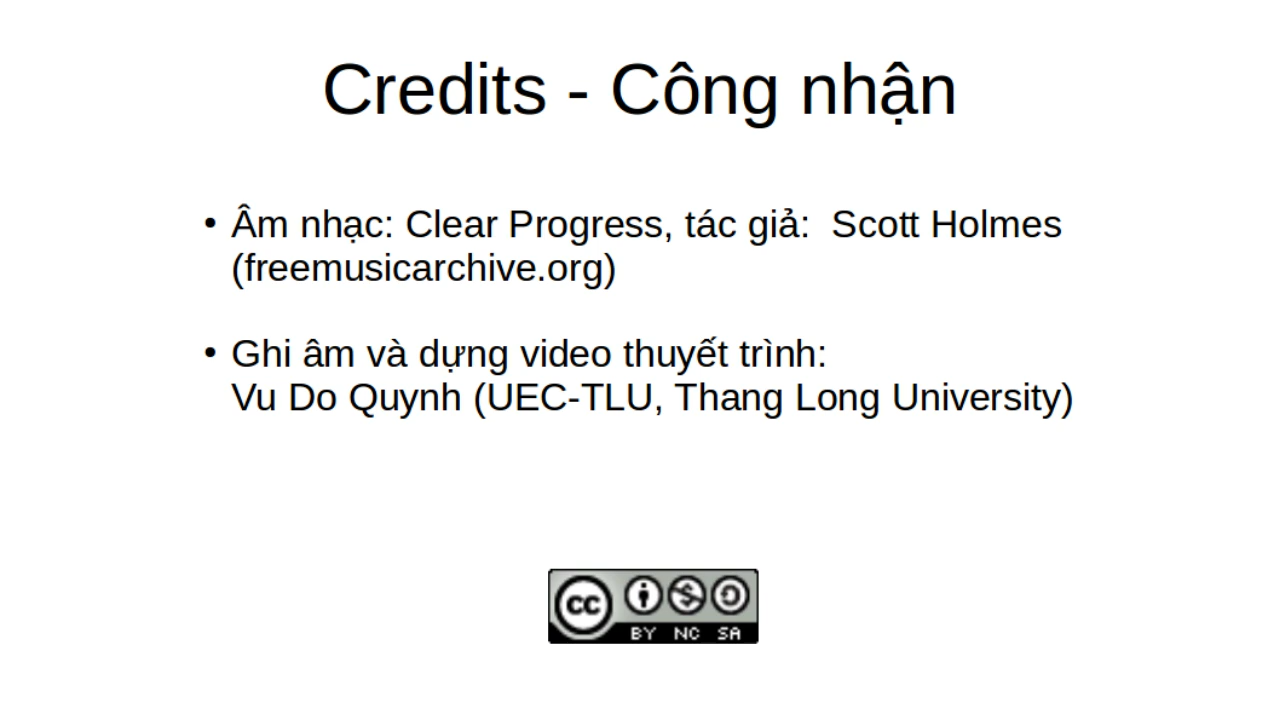 Credits - Công nhận
• Âm nhạc: Clear Progress, tác giả:  Scott Holmes
(freemusicarchive.org)
• Ghi âm và dựng video thuyết trình:
Vu Do Quynh (UEC-TLU, Thang Long University)
cc
BY NC SA